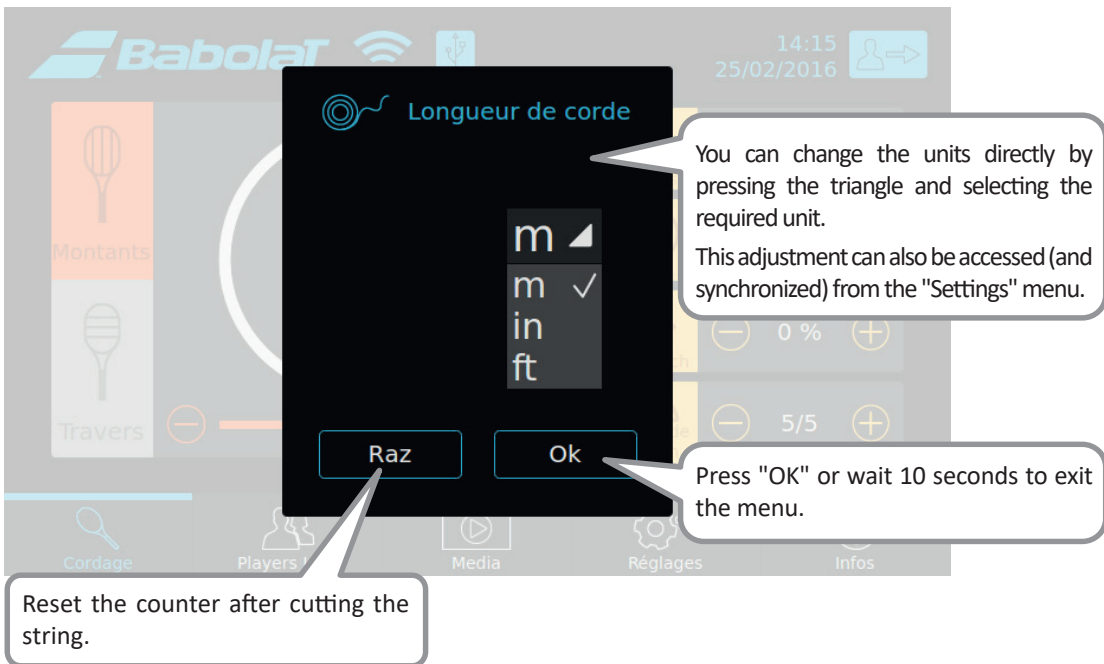 BabolaT
14:15
25/02/2016
Longueur de corde
You can change the units directly by
pressing the triangle and selecting the
required unit.
This adjustment can also be accessed (and
synchronized) from the "Settings" menu.
Montants
m
m
in
ft
0 %
Travers
5/5
Raz
Ok
Press "OK" or wait 10 seconds to exit
the menu.
Cordage
Players
Media
Réglages
Infos
Reset the counter after cutting the
string.